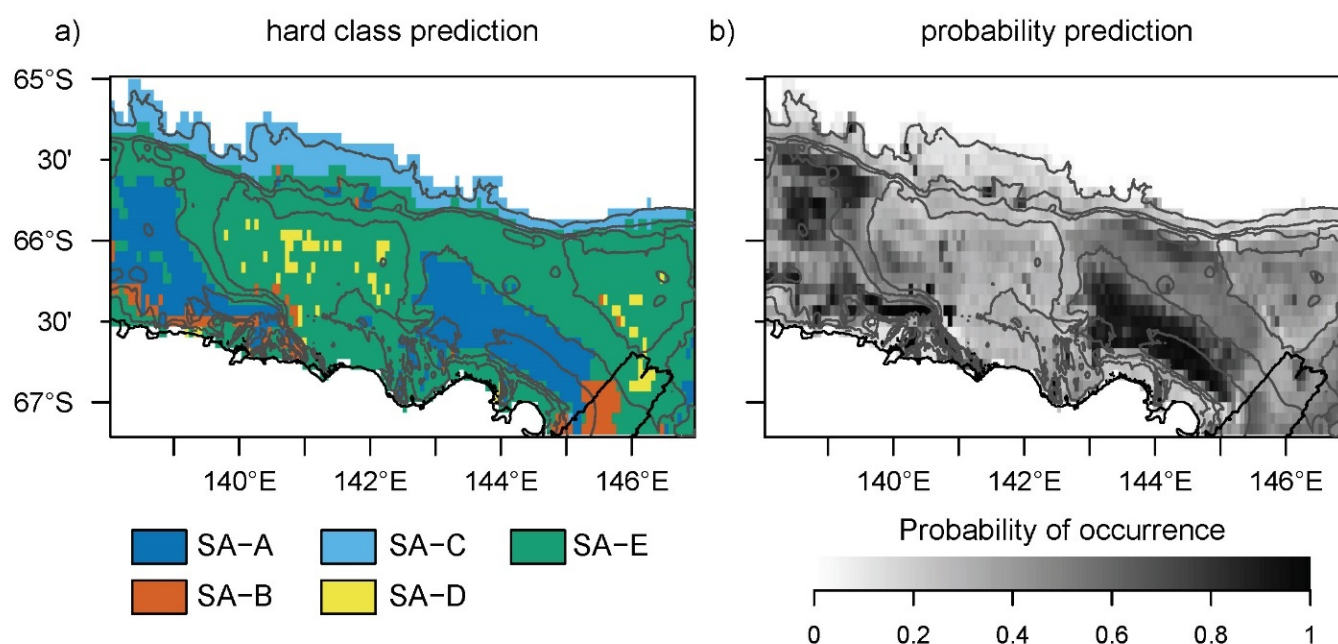 a) hard class prediction
b) probability prediction
65°S
30'
66°S
30'
67°S
140°E 142°E 144°E 146°E
140°E 142°E 144°E 146°E
SA−A SA−C SA−E
SA−B SA−D
Probability of occurrence
0 0.2 0.4 0.6 0.8 1